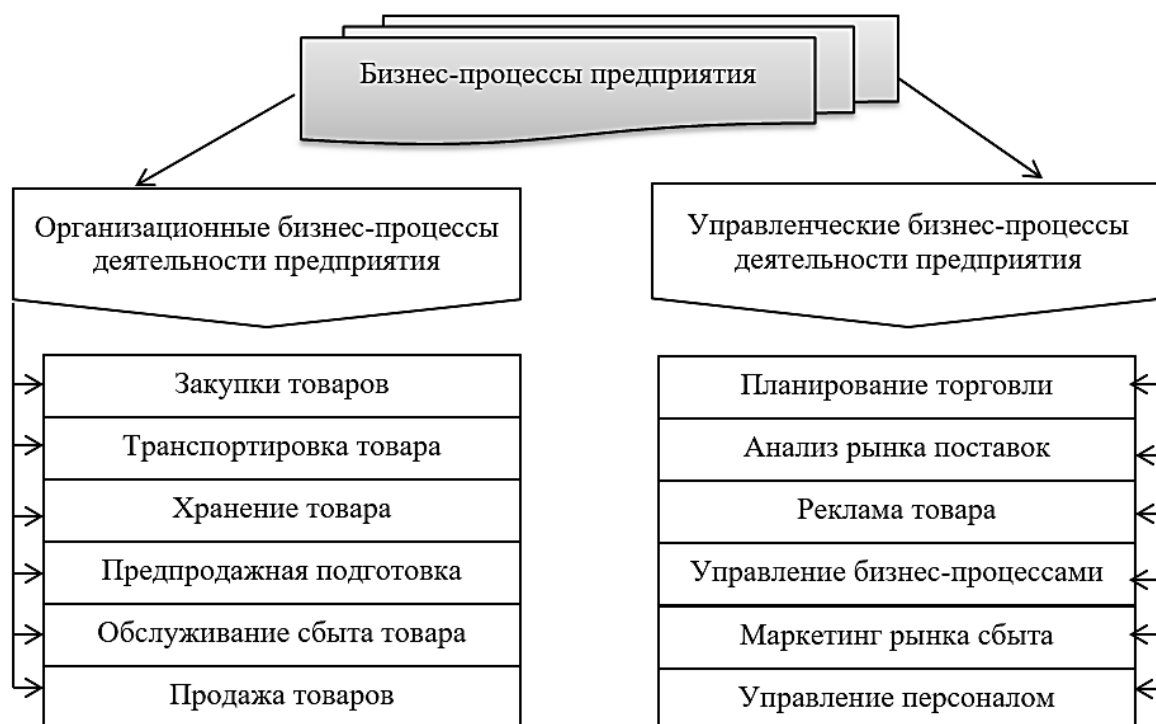 Бизнес-процессы предприятия
Организационные бизнес-процессы
деятельности предприятия
Закупки товаров
Транспортировка товара
Хранение товара
Предпродажная подготовка
Обслуживание сбыта товара
Продажа товаров
Управленческие бизнес-процессы
деятельности предприятия
Планирование торговли
Анализ рынка поставок
Реклама товара
Управление бизнес-процессами
Маркетинг рынка сбыта
Управление персоналом